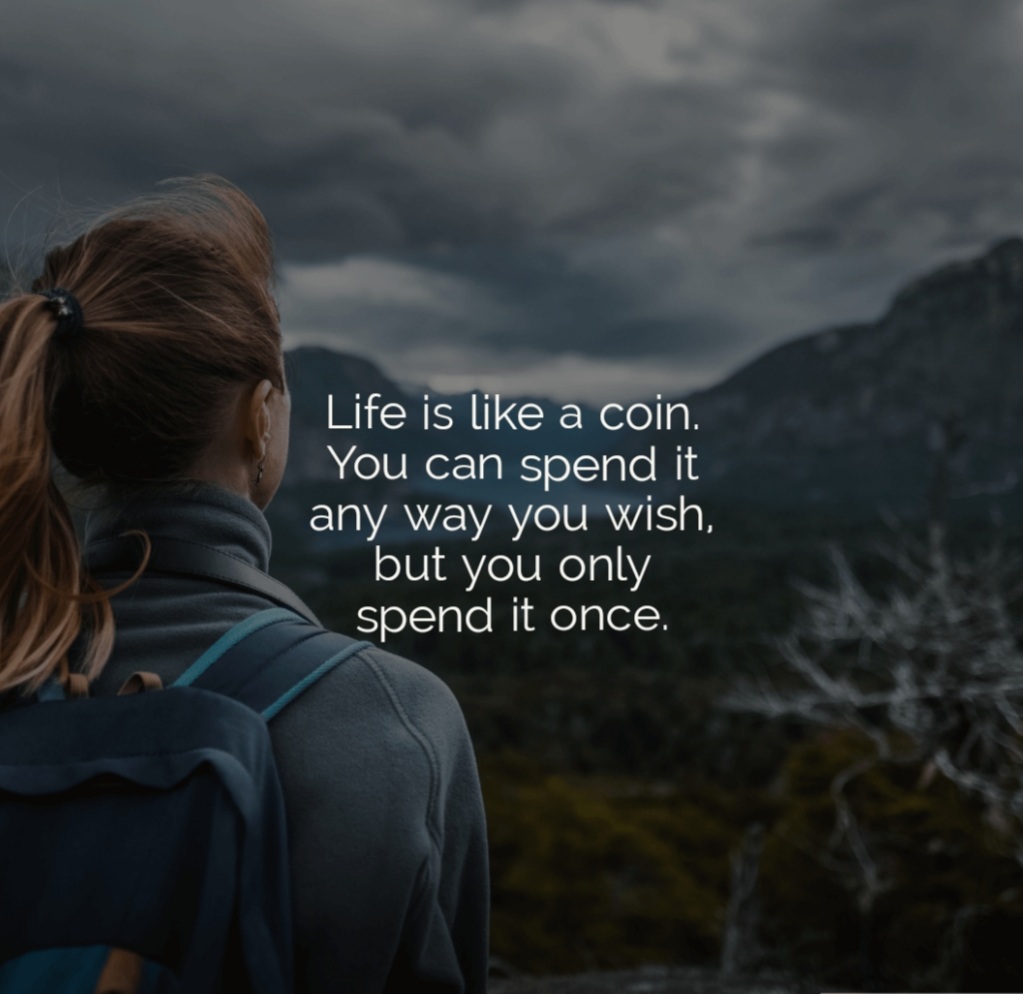 Life is like a coin.
You can spend it
any way you wish,
but you only
spend it once.